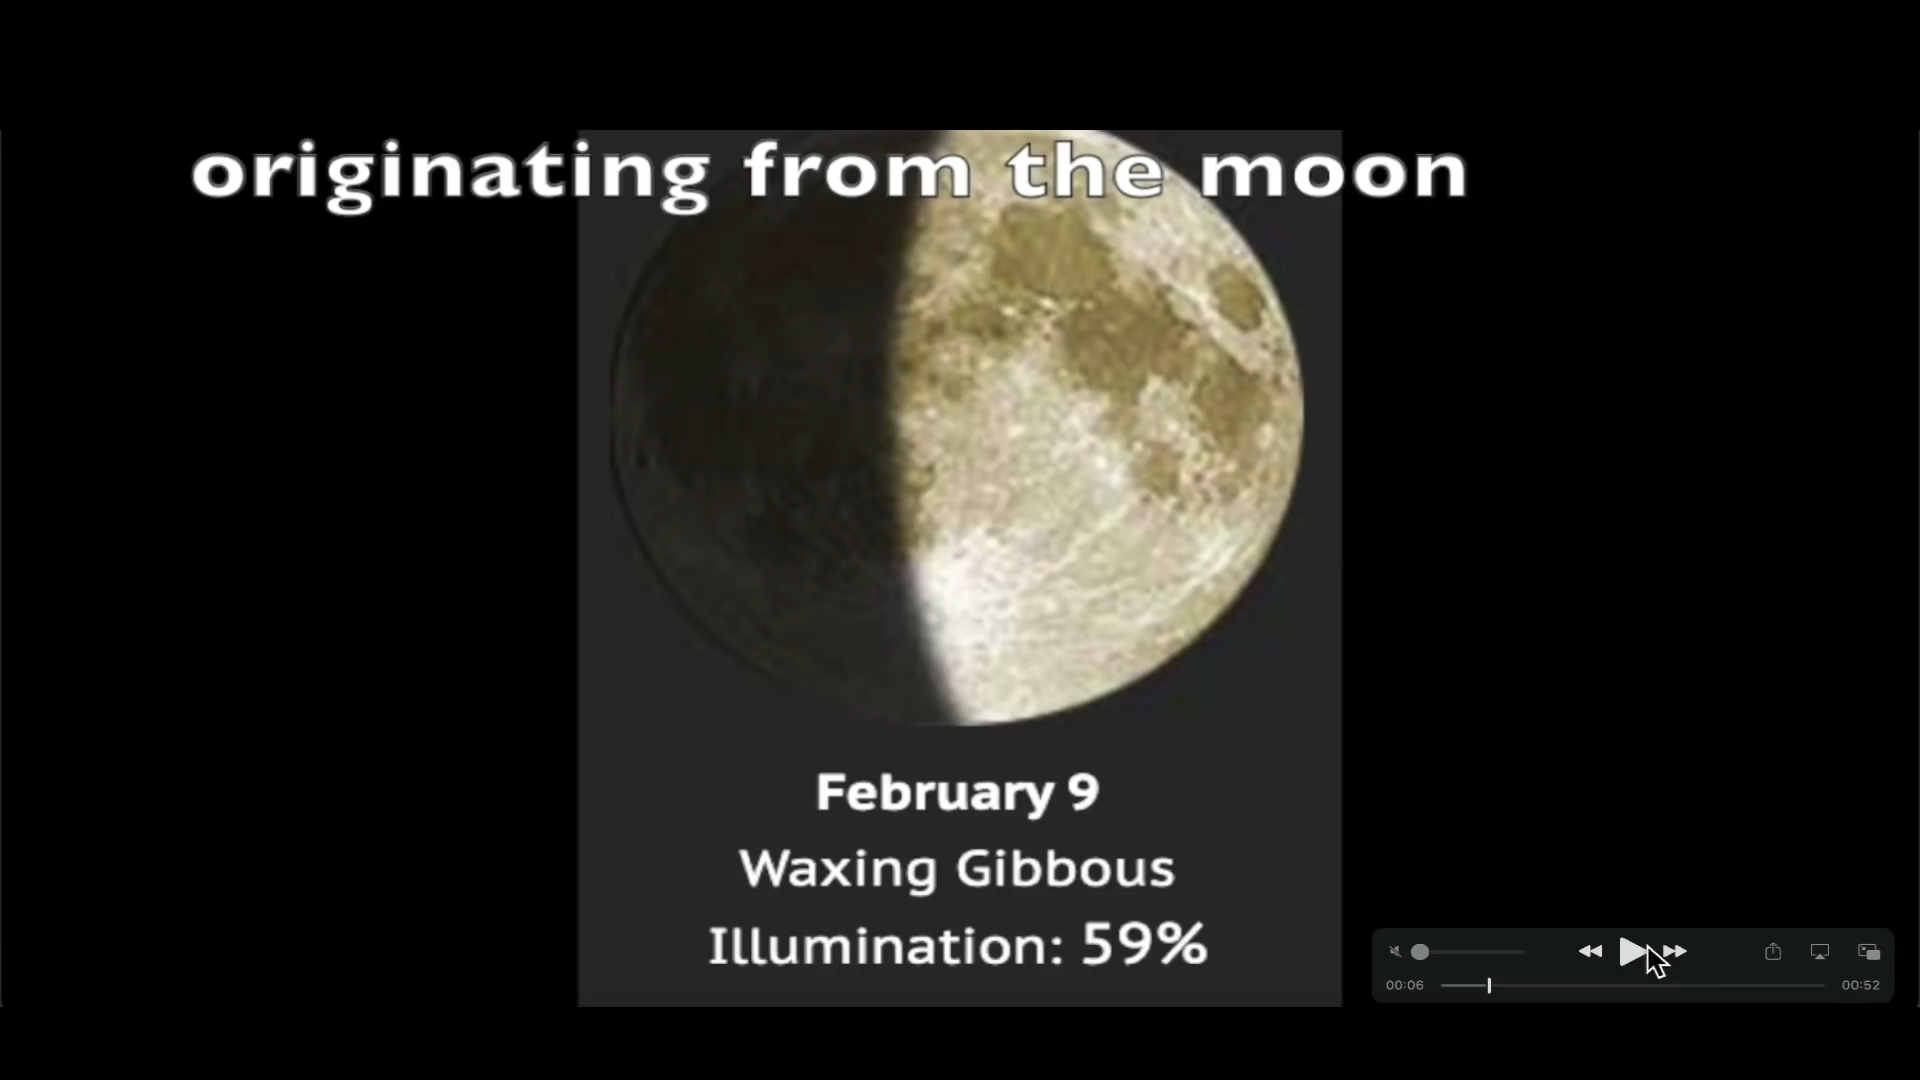 originating from the moon
February 9
Waxing Gibbous
Illumination: 59%
00:06
00:52